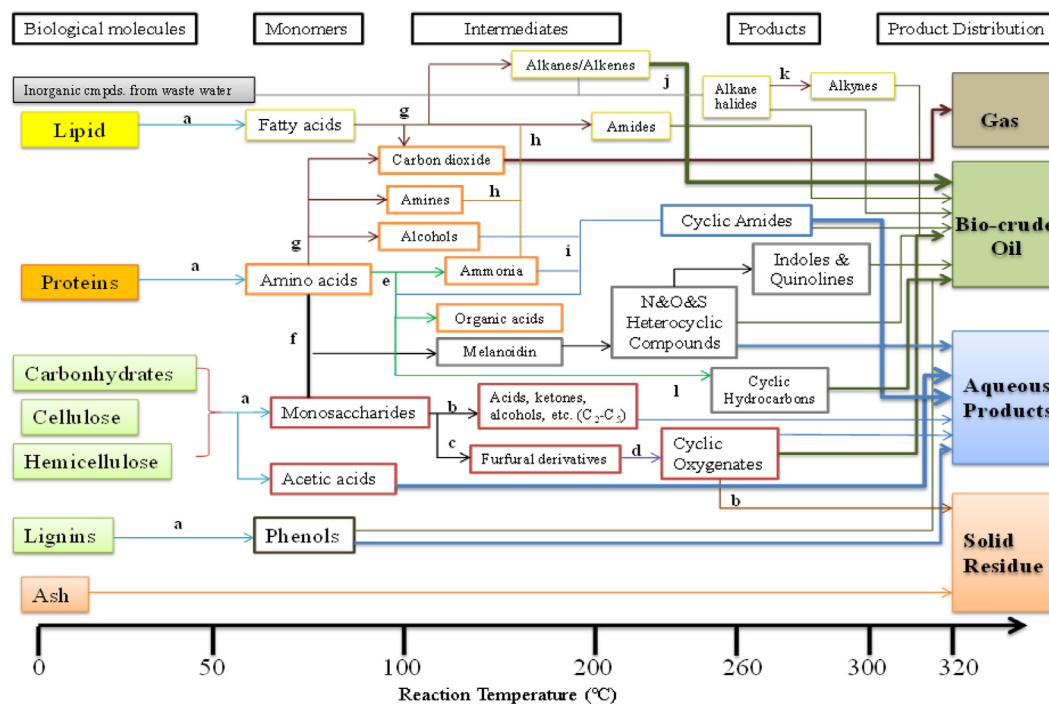 Biological molecules
Monomers
Intermediates
Products
Product Distribution
Inorganic cmpds. from waste water
Alkanes/Alkenes
j
Alkane
halides
k
Alkynes
Gas
Lipid
a
Fatty acids
g
h
Amides
Carbon dioxide
Amines
h
Alcohols
g
i
Cyclic Amides
Bio-crude
Oil
Proteins
a
Amino acids
e
Ammonia
Indoles &
Quinolines
Organic acids
N&O&S
Heterocyclic
Compounds
f
Melanoidin
l
Cyclic
Hydrocarbons
Aqueous
Products
Carbonhydrates
Cellulose
Hemicellulose
a
Monosaccharides
b
Acids, ketones,
alcohols, etc. (C2-C5)
c
Furfural derivatives
d
Cyclic
Oxygenates
Acetic acids
b
Lignins
a
Phenols
Solid
Residue
Ash
0
50
100
200
260
300
320
Reaction Temperature (°C)